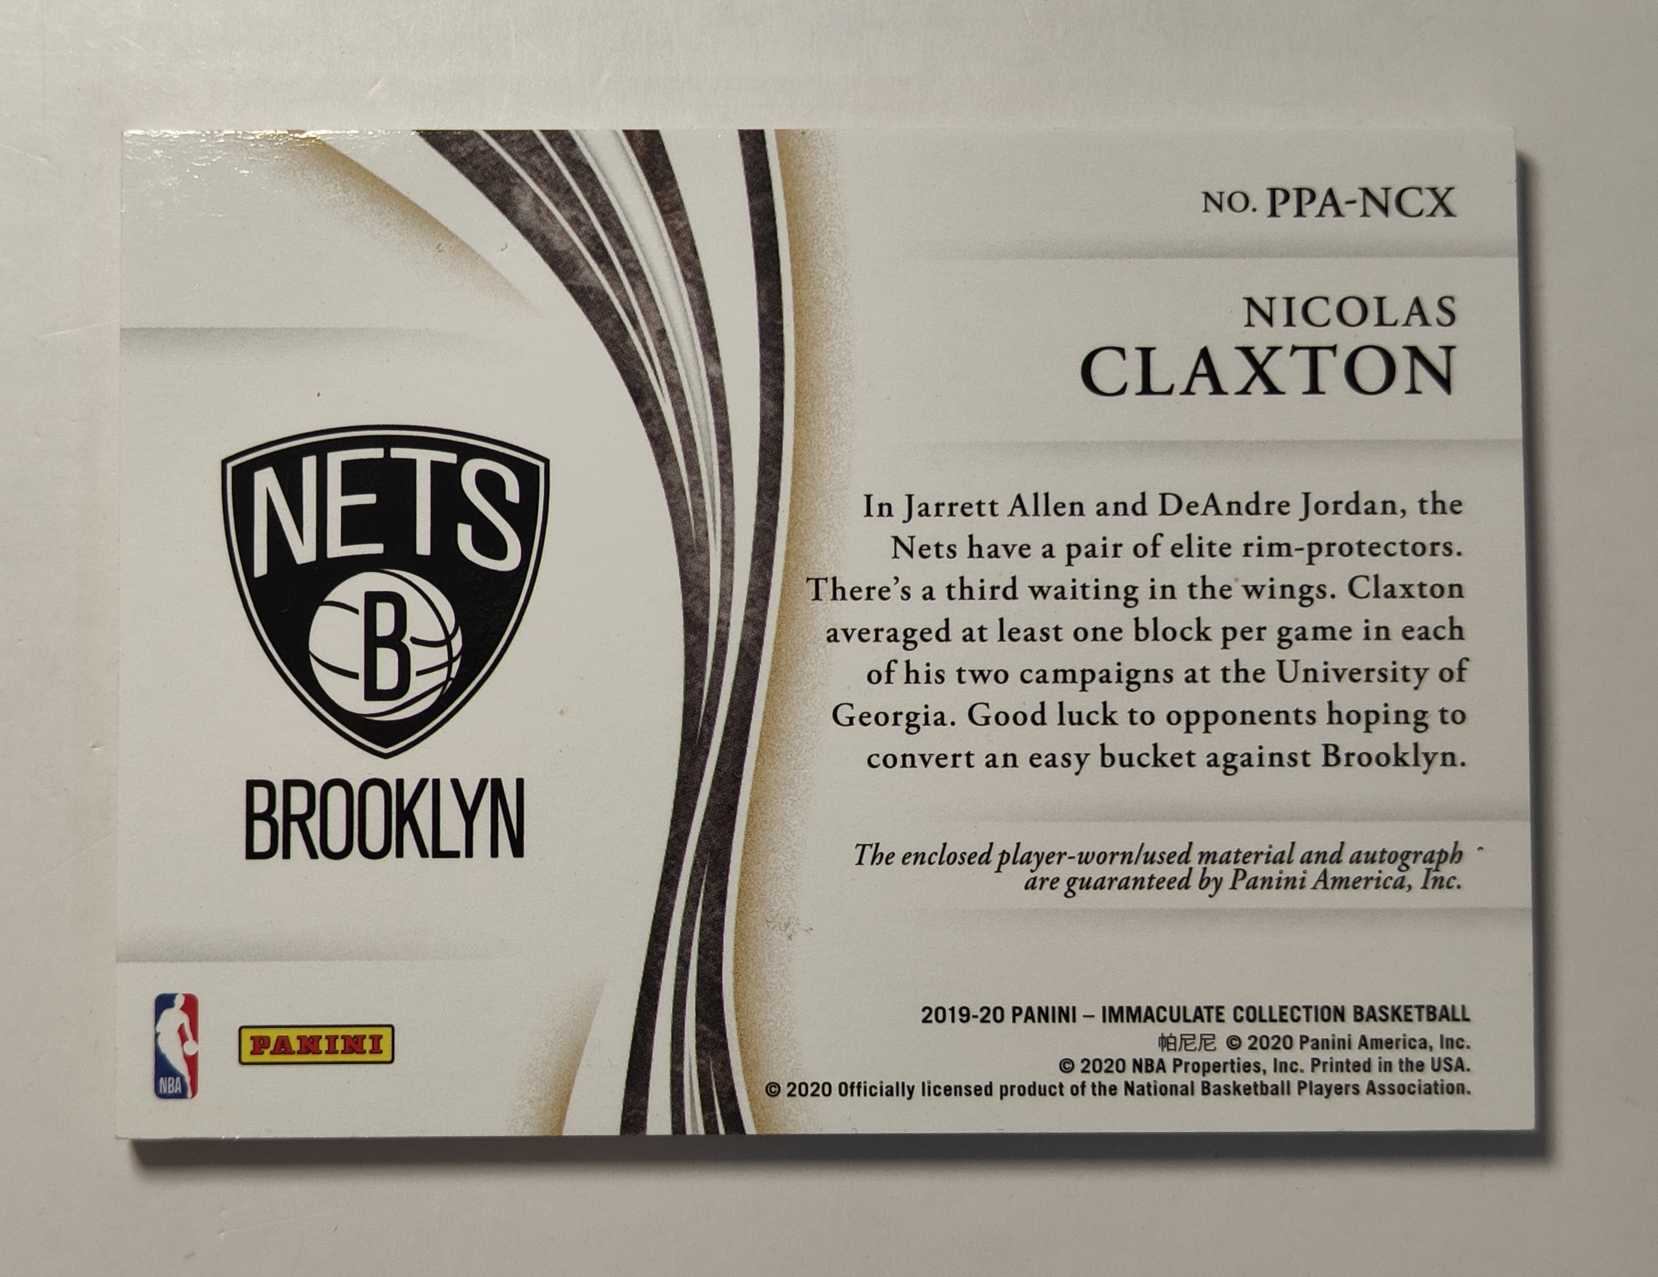 NO. PPA-NCX
NICOLAS
CLAXTON
NETS
B
BROOKLYN
In Jarrett Allen and DeAndre Jordan, the
Nets have a pair of elite rim-protectors.
There's a third waiting in the wings. Claxton
averaged at least one block per game in each
of his two campaigns at the University of
Georgia. Good luck to opponents hoping to
convert an easy bucket against Brooklyn.
The enclosed player-worn/used material and autograph
are guaranteed by Panini America, Inc.
NBA
PANINI
2019-20 PANINI – IMMACULATE COLLECTION BASKETBALL
帕尼尼 © 2020 Panini America, Inc.
© 2020 NBA Properties, Inc. Printed in the USA.
© 2020 Officially licensed product of the National Basketball Players Association.